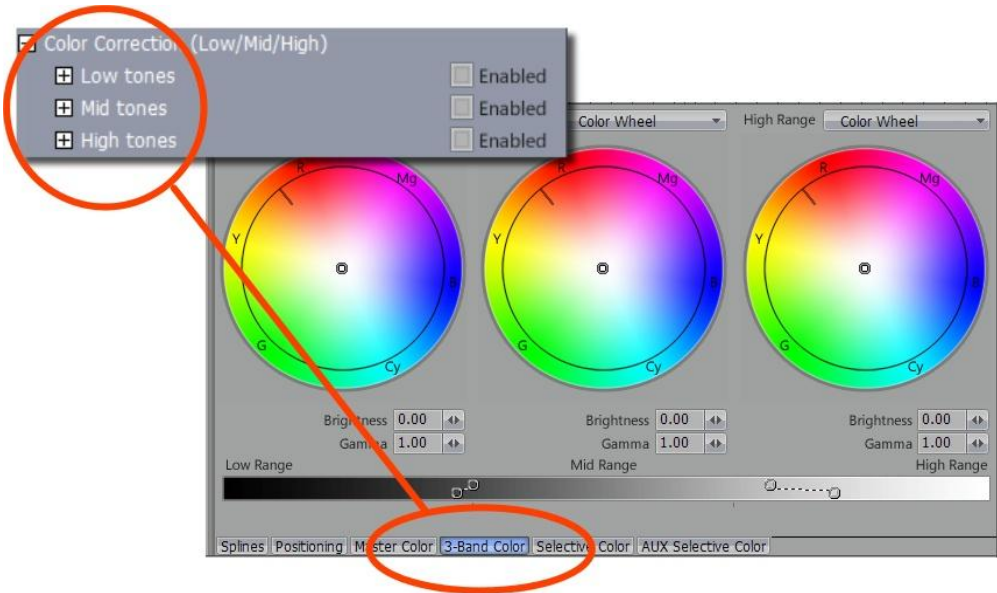 Color Correction (Low/Mid/High)
Low tones Enabled
Mid tones Enabled
High tones Enabled
Color Wheel High Range Color Wheel
R Mg R Mg R Mg
Y B Y B Y B
G Cy G Cy G Cy
Brightness 0.00 Brightness 0.00 Brightness 0.00
Gamma 1.00 Gamma 1.00 Gamma 1.00
Low Range Mid Range High Range
Splines Positioning Master Color 3-Band Color Selective Color AUX Selective Color